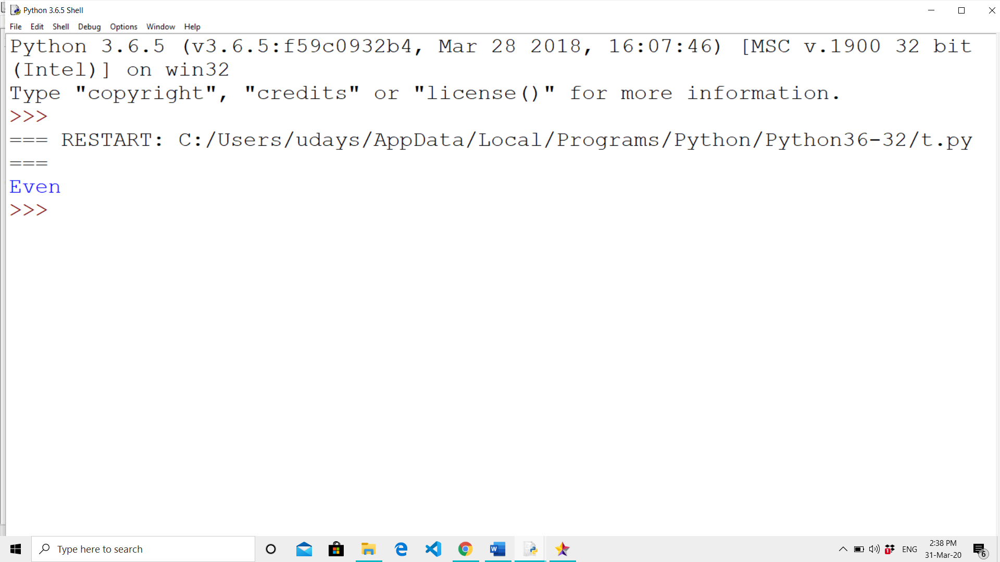 Python 3.6.5 Shell
File Edit Shell Debug Options Window Help
Python 3.6.5 (v3.6.5:f59c0932b4, Mar 28 2018, 16:07:46) [MSC v.1900 32 bit
(Intel)] on win32
Type "copyright", "credits" or "license()" for more information.
>>>
=== RESTART: C:/Users/udays/AppData/Local/Programs/Python/Python36-32/t.py
===
Even
>>>
Type here to search
W
1
ENG
2:38 PM
31-Mar-20
6